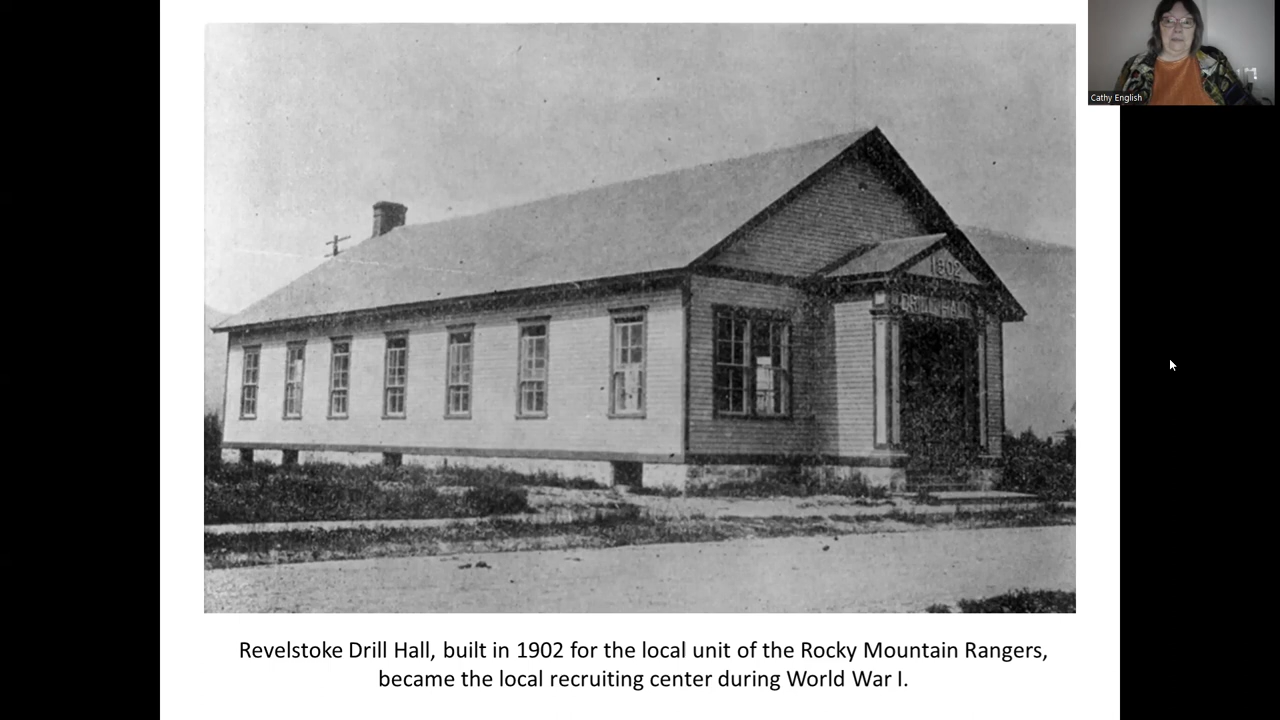 Cathy English
1902
DRILL HALL
Revelstoke Drill Hall, built in 1902 for the local unit of the Rocky Mountain Rangers,
became the local recruiting center during World War I.